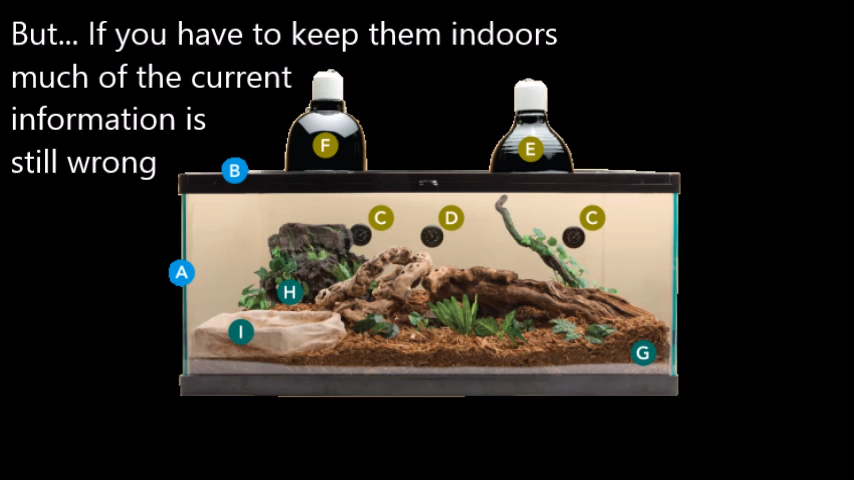 But... If you have to keep them indoors
much of the current
information is
still wrong
F
E
B
C
D
C
A
H
I
G